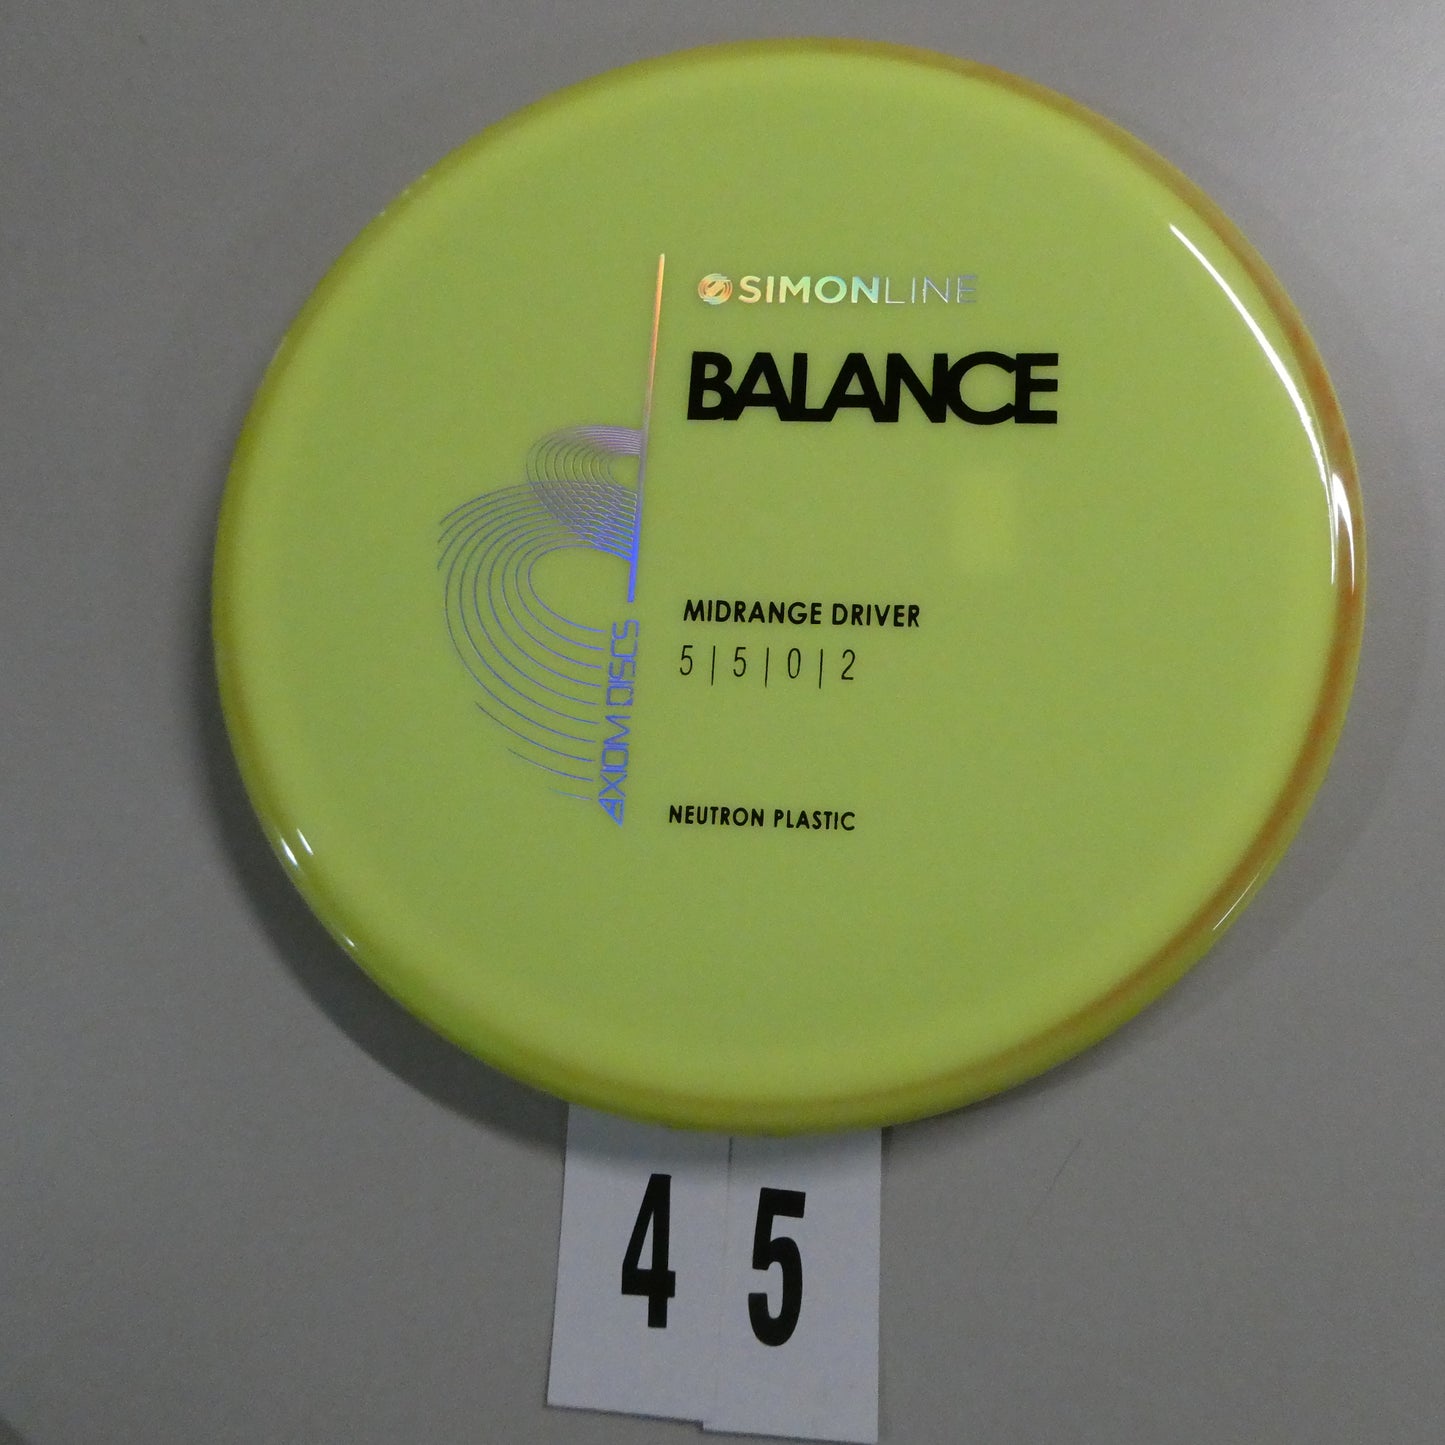 SIMONLINE
BALANCE
MIDRANGE DRIVER
5 | 5 | 0 | 2
AXIOM DISCS
NEUTRON PLASTIC
4 5